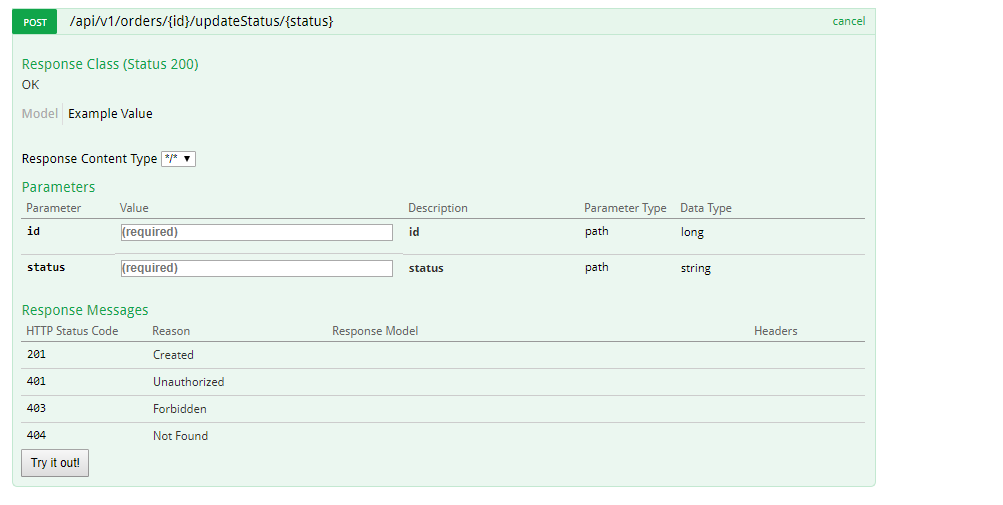 POST /api/v1/orders/{id}/updateStatus/{status} cancel
Response Class (Status 200)
OK
Model Example Value
Response Content Type */* ▼
Parameters
Parameter Value Description Parameter Type Data Type
id (required) id path long
status (required) status path string
Response Messages
HTTP Status Code Reason Response Model Headers
201 Created
401 Unauthorized
403 Forbidden
404 Not Found
Try it out!